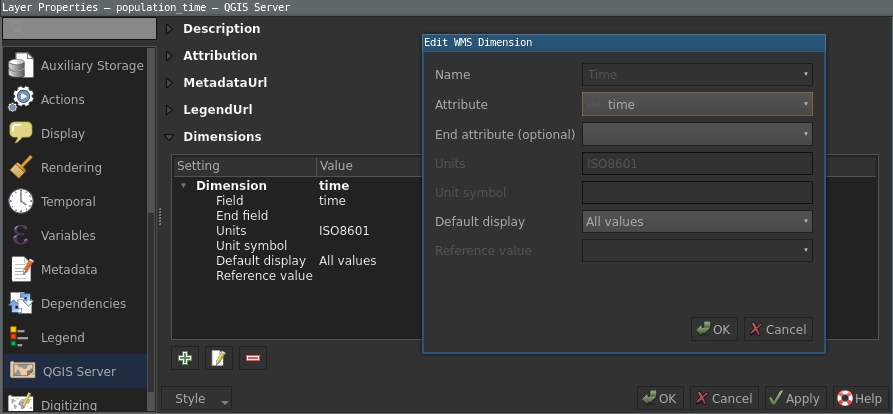 Layer Properties — population_time — QGIS Server
Auxiliary Storage
Actions
Display
Rendering
Temporal
Variables
Metadata
Dependencies
Legend
QGIS Server
Digitizing
Description
Attribution
MetadataUrl
LegendUrl
Dimensions
Setting Value
Dimension time
Field time
End field
Units ISO8601
Unit symbol
Default display All values
Reference value
Style
Edit WMS Dimension
Name Time
Attribute time
End attribute (optional)
Units ISO8601
Unit symbol
Default display All values
Reference value
OK Cancel
OK Cancel Apply Help